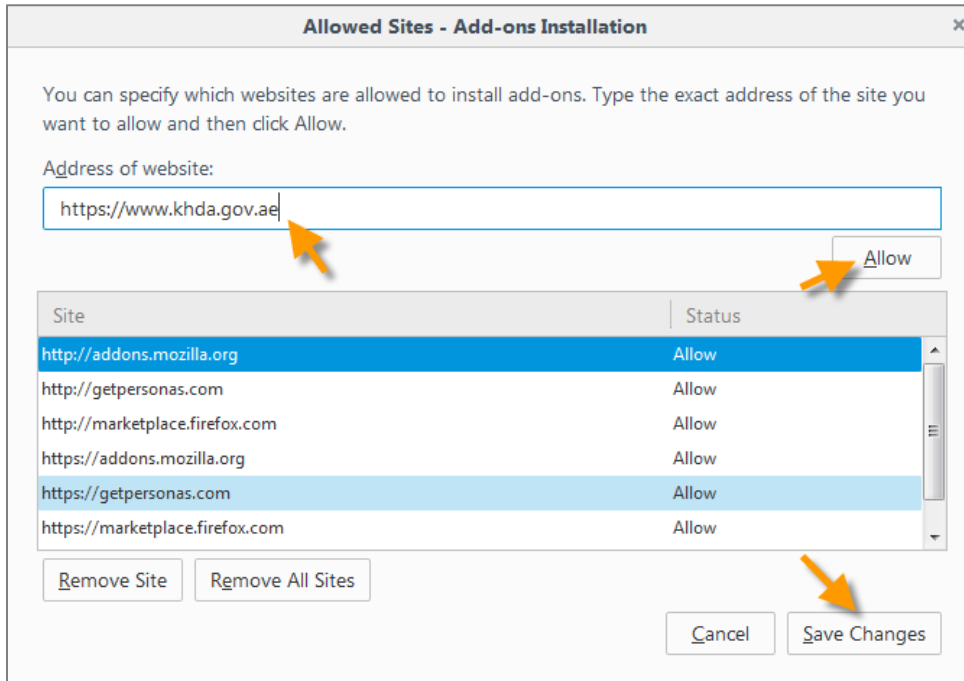 Allowed Sites - Add-ons Installation
You can specify which websites are allowed to install add-ons. Type the exact address of the site you
want to allow and then click Allow.
Address of website:
https://www.khda.gov.ae
Allow
Site Status
http://addons.mozilla.org Allow
http://getpersonas.com Allow
http://marketplace.firefox.com Allow
https://addons.mozilla.org Allow
https://getpersonas.com Allow
https://marketplace.firefox.com Allow
Remove Site Remove All Sites
Cancel Save Changes